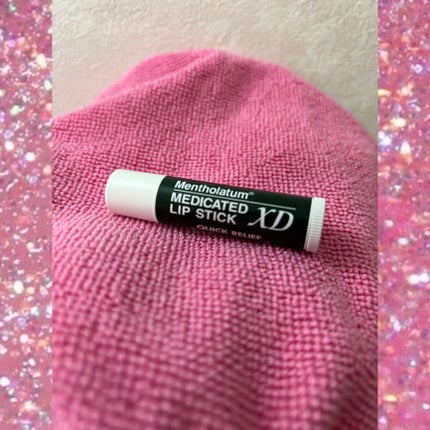 Mentholatum®
MEDICATED
LIP STICK XD
QUICK RELIEF